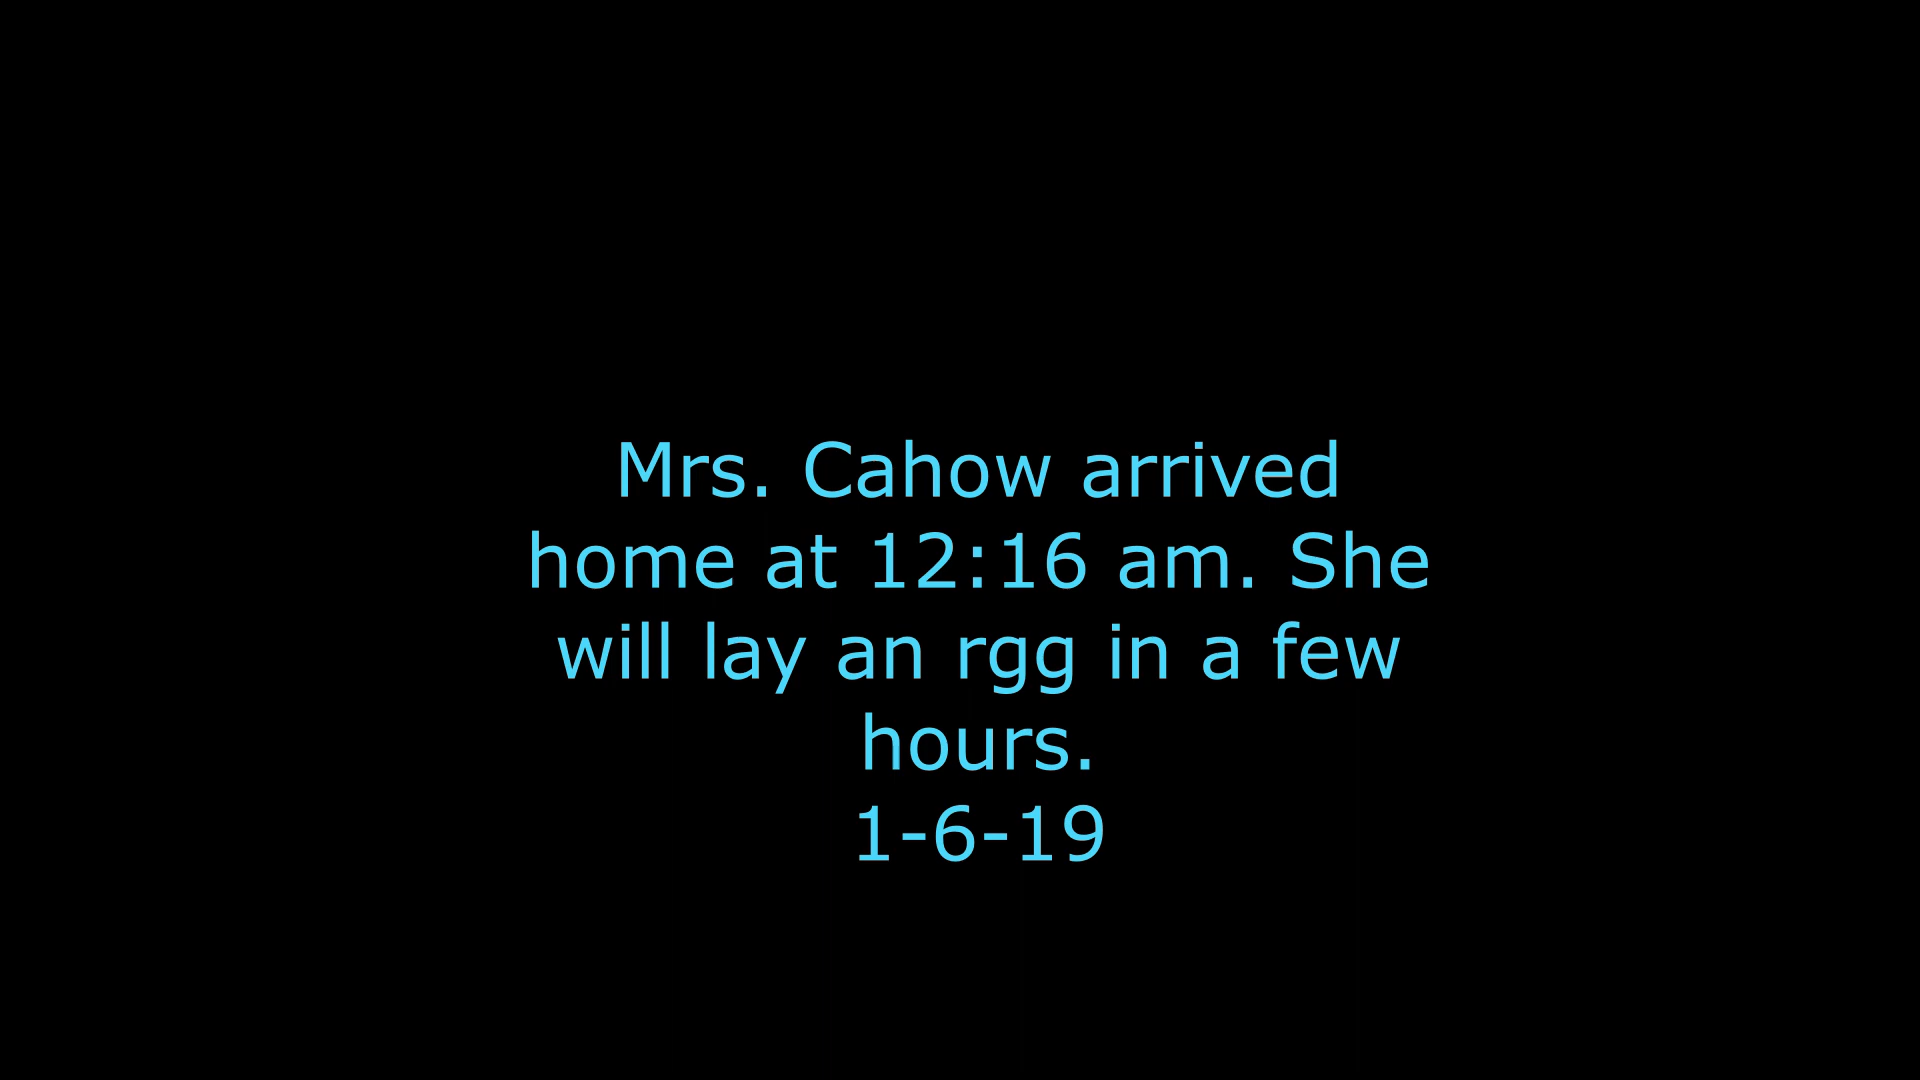 Mrs. Cahow arrived
home at 12:16 am. She
will lay an rgg in a few
hours.
1-6-19